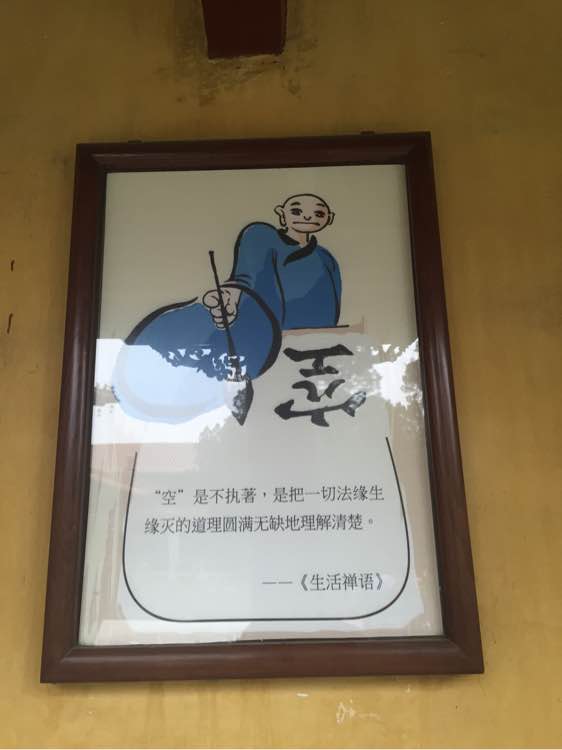 空
“空”是不执著，是把一切法缘生
缘灭的道理圆满无缺地理解清楚。
——《生活禅语》